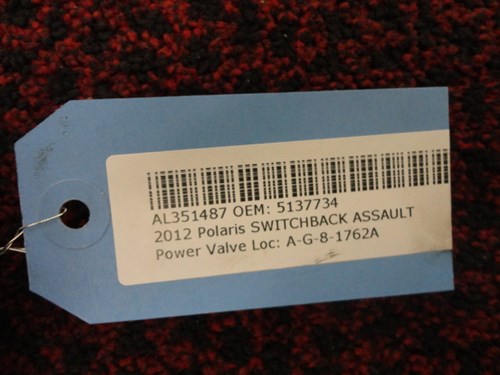 AL351487 OEM: 5137734
2012 Polaris SWITCHBACK ASSAULT
Power Valve Loc: A-G-8-1762A